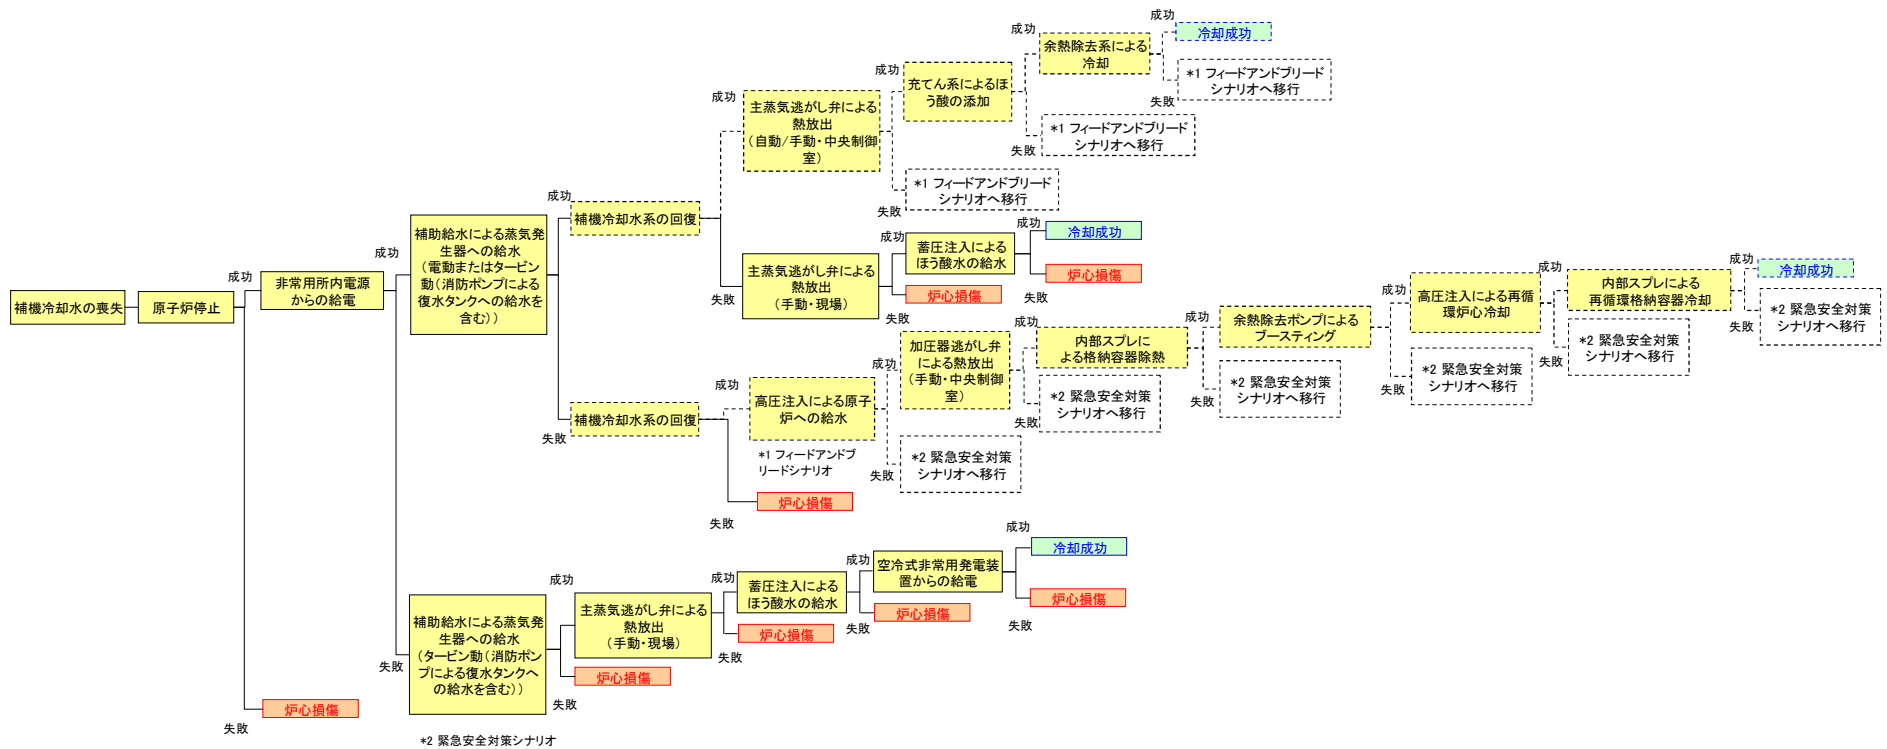 補機冷却水の喪失
原子炉停止
成功
失敗
炉心損傷
非常用所内電源
からの給電
成功
失敗
補助給水による蒸気発
生器への給水
（電動またはタービン
動（消防ポンプによる
復水タンクへの給水を
含む））
成功
失敗
補機冷却水系の回復
成功
失敗
主蒸気逃がし弁による
熱放出
（自動/手動・中央制御
室）
成功
失敗
*1 フィードアンドブリード
シナリオへ移行
充てん系によるほ
う酸の添加
成功
失敗
*1 フィードアンドブリード
シナリオへ移行
余熱除去系による
冷却
成功
失敗
冷却成功
*1 フィードアンドブリード
シナリオへ移行
主蒸気逃がし弁による
熱放出
（手動・現場）
成功
失敗
炉心損傷
蓄圧注入による
ほう酸水の給水
成功
失敗
冷却成功
炉心損傷
補機冷却水系の回復
成功
失敗
炉心損傷
高圧注入による原子
炉への給水
*1 フィードアンドブ
リードシナリオ
成功
失敗
*2 緊急安全対策
シナリオへ移行
加圧器逃がし弁
による熱放出
（手動・中央制御
室）
成功
失敗
*2 緊急安全対策
シナリオへ移行
内部スプレに
よる格納容器除熱
成功
失敗
*2 緊急安全対策
シナリオへ移行
余熱除去ポンプによる
ブースティング
成功
失敗
*2 緊急安全対策
シナリオへ移行
高圧注入による再循
環炉心冷却
成功
失敗
*2 緊急安全対策
シナリオへ移行
内部スプレによる
再循環格納容器冷却
成功
失敗
冷却成功
*2 緊急安全対策
シナリオへ移行
補助給水による蒸気発
生器への給水
（タービン動（消防ポン
プによる復水タンクへ
の給水を含む））
*2 緊急安全対策シナリオ
成功
失敗
炉心損傷
主蒸気逃がし弁による
熱放出
（手動・現場）
成功
失敗
炉心損傷
蓄圧注入による
ほう酸水の給水
成功
失敗
炉心損傷
空冷式非常用発電装
置からの給電
成功
失敗
冷却成功
炉心損傷